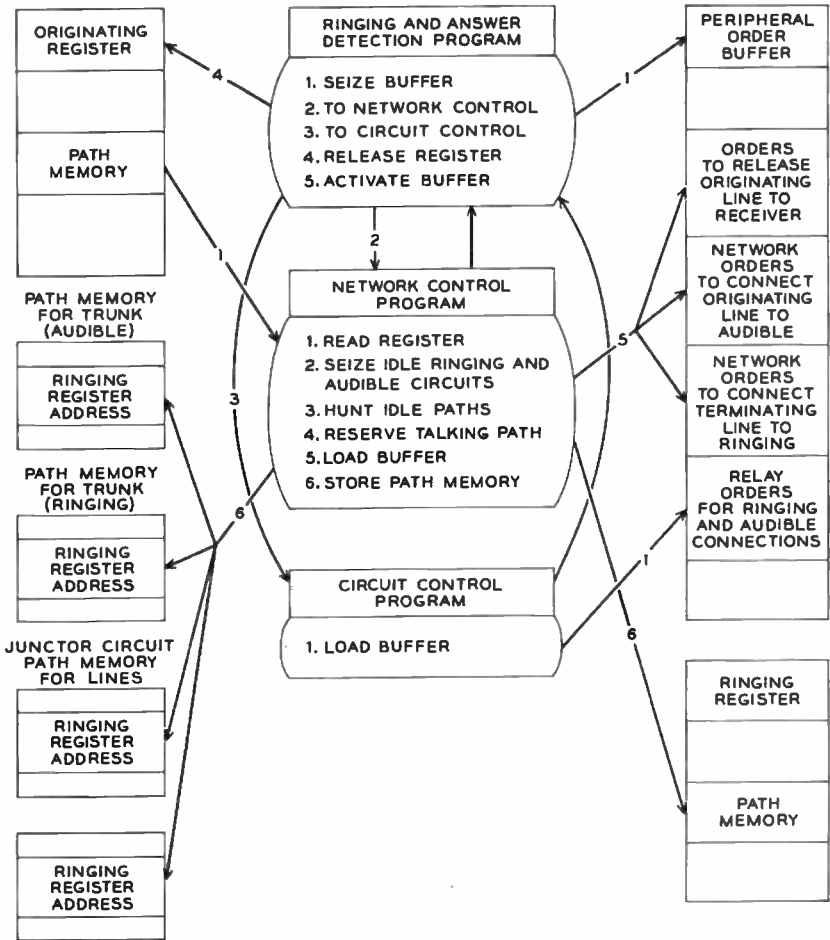 ORIGINATING
REGISTER
PATH
MEMORY
4
1
PATH MEMORY
FOR TRUNK
(AUDIBLE)
RINGING
REGISTER
ADDRESS
PATH MEMORY
FOR TRUNK
(RINGING)
RINGING
REGISTER
ADDRESS
JUNCTOR CIRCUIT
PATH MEMORY
FOR LINES
RINGING
REGISTER
ADDRESS
RINGING
REGISTER
ADDRESS
3
6
RINGING AND ANSWER
DETECTION PROGRAM
1. SEIZE BUFFER
2. TO NETWORK CONTROL
3. TO CIRCUIT CONTROL
4. RELEASE REGISTER
5. ACTIVATE BUFFER
2
NETWORK CONTROL
PROGRAM
1. READ REGISTER
2. SEIZE IDLE RINGING AND
AUDIBLE CIRCUITS
3. HUNT IDLE PATHS
4. RESERVE TALKING PATH
5. LOAD BUFFER
6. STORE PATH MEMORY
CIRCUIT CONTROL
PROGRAM
1. LOAD BUFFER
1
5
1
6
PERIPHERAL
ORDER
BUFFER
ORDERS
TO RELEASE
ORIGINATING
LINE TO
RECEIVER
NETWORK
ORDERS
TO CONNECT
ORIGINATING
LINE TO
AUDIBLE
NETWORK
ORDERS
TO CONNECT
TERMINATING
LINE TO
RINGING
RELAY
ORDERS
FOR RINGING
AND AUDIBLE
CONNECTIONS
RINGING
REGISTER
PATH
MEMORY